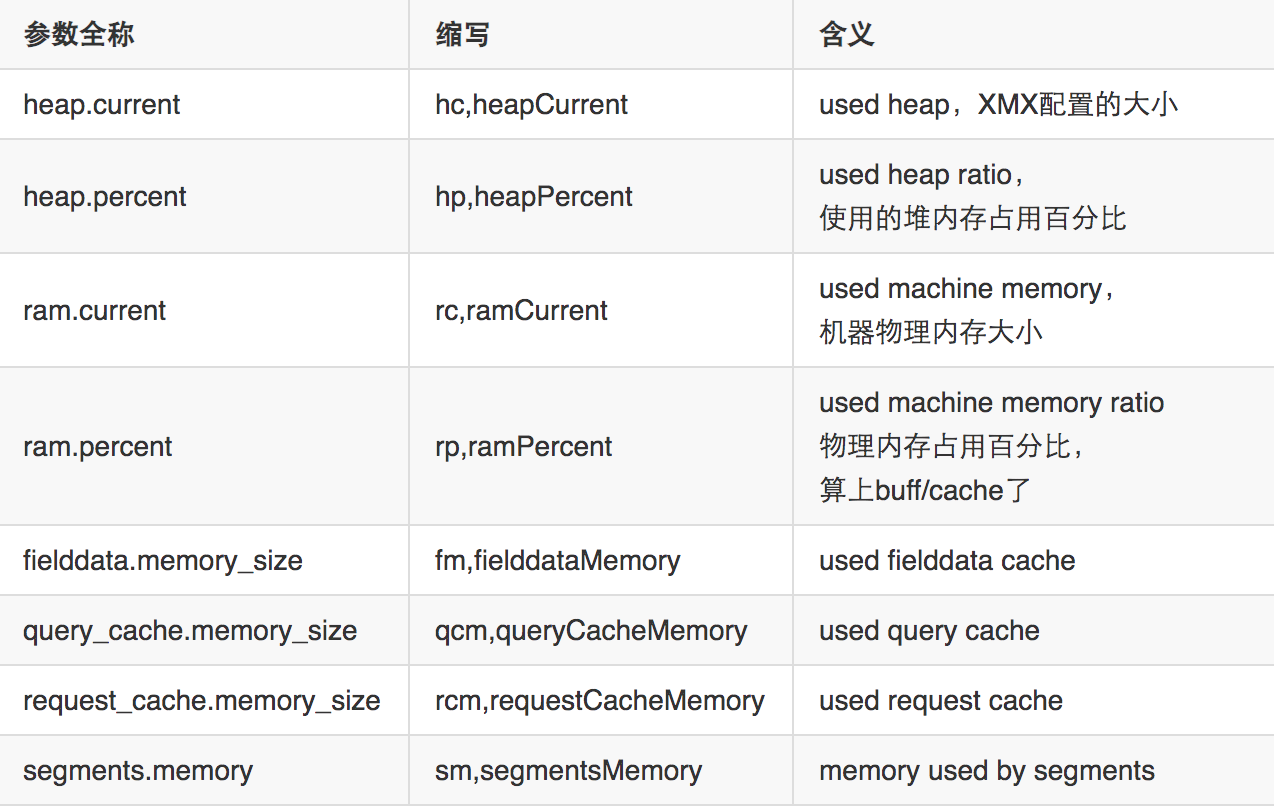 参数全称 缩写 含义
heap.current hc,heapCurrent used heap，XMX配置的大小
heap.percent hp,heapPercent used heap ratio，
使用的堆内存占用百分比
ram.current rc,ramCurrent used machine memory，
机器物理内存大小
ram.percent rp,ramPercent used machine memory ratio
物理内存占用百分比，
算上buff/cache了
fielddata.memory_size fm,fielddataMemory used fielddata cache
query_cache.memory_size qcm,queryCacheMemory used query cache
request_cache.memory_size rcm,requestCacheMemory used request cache
segments.memory sm,segmentsMemory memory used by segments